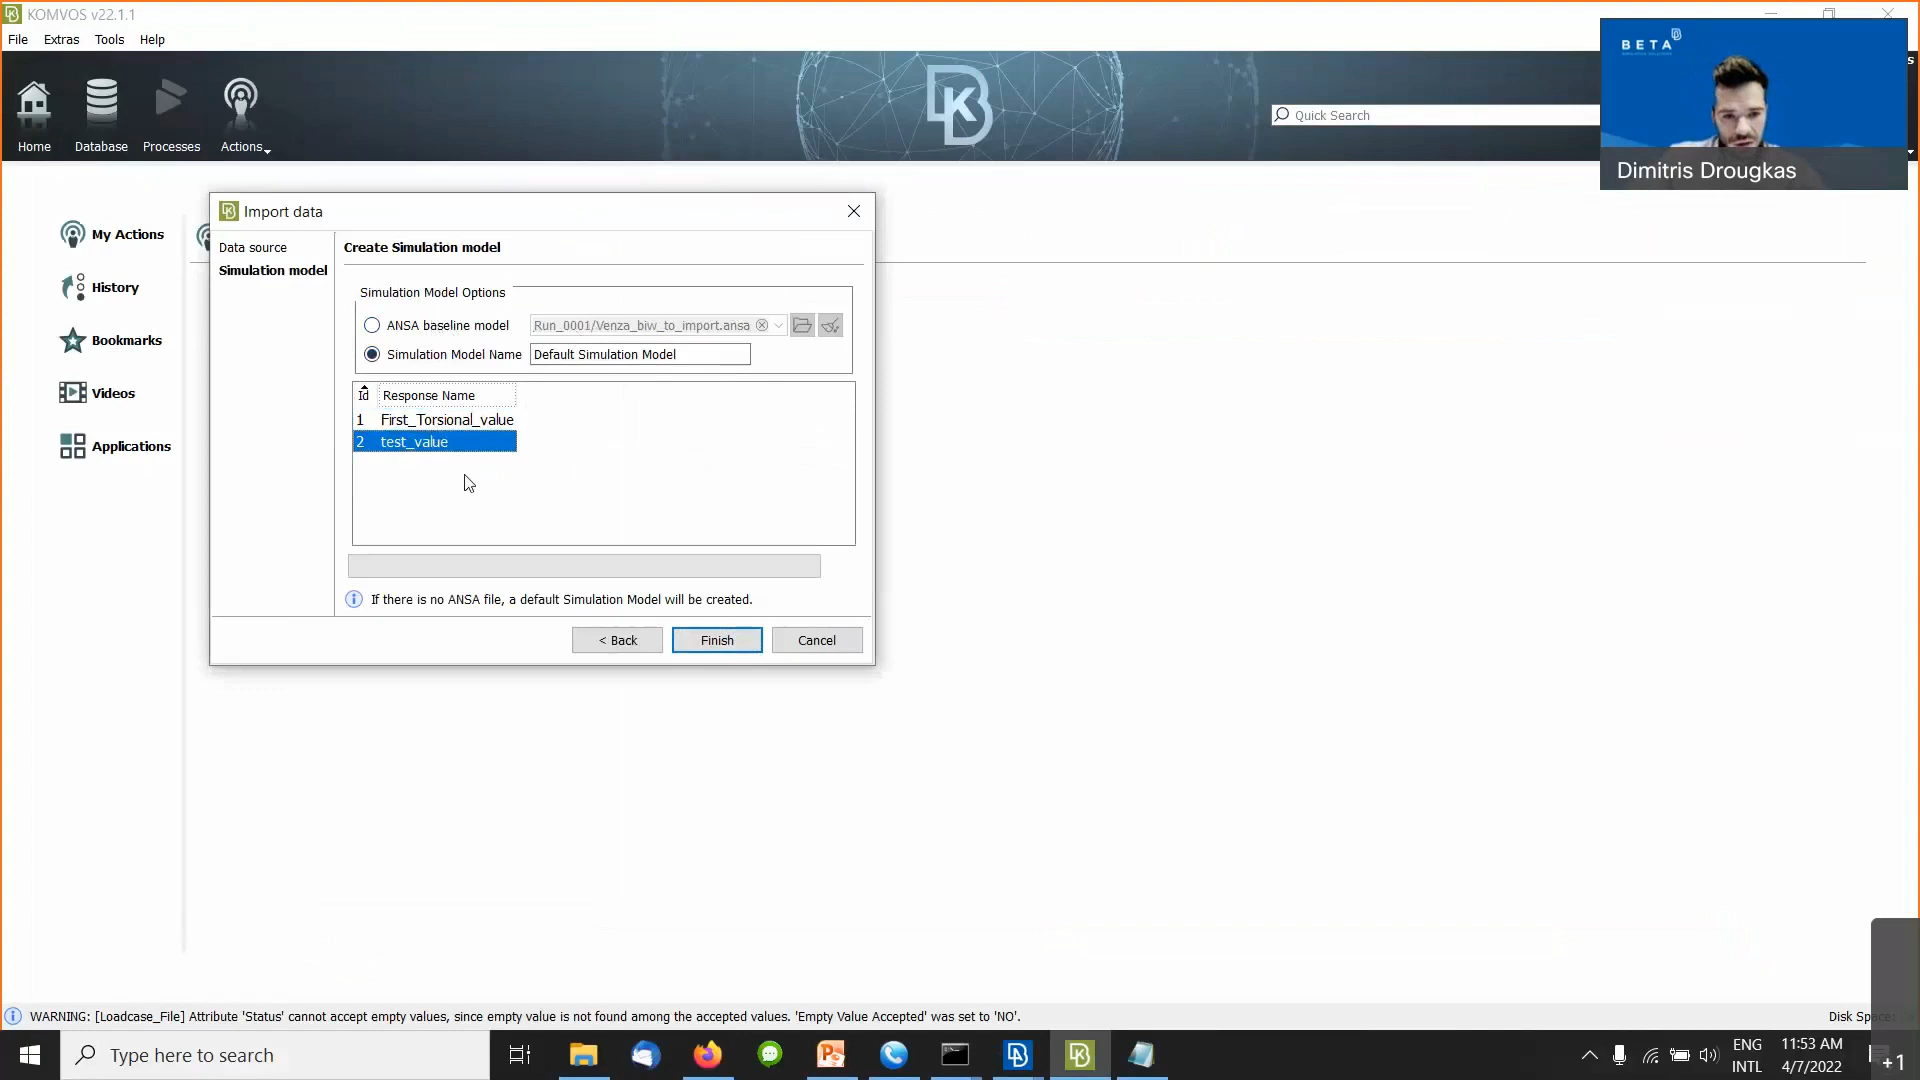 KOMVOS v22.1.1
File Extras Tools Help
BETA
Dimitris Drougkas
Quick Search
Home Database Processes Actions
My Actions
History
Bookmarks
Videos
Applications
Import data
Data source
Simulation model
Create Simulation model
Simulation Model Options
ANSA baseline model Run_0001/Venza_biw_to_import.ansa
Simulation Model Name Default Simulation Model
Id Response Name
1 First_Torsional_value
2 test_value
If there is no ANSA file, a default Simulation Model will be created.
< Back Finish Cancel
WARNING: [Loadcase_File] Attribute 'Status' cannot accept empty values, since empty value is not found among the accepted values. 'Empty Value Accepted' was set to 'NO'.
Disk
Type here to search
ENG
INTL
11:53 AM
4/7/2022
+1